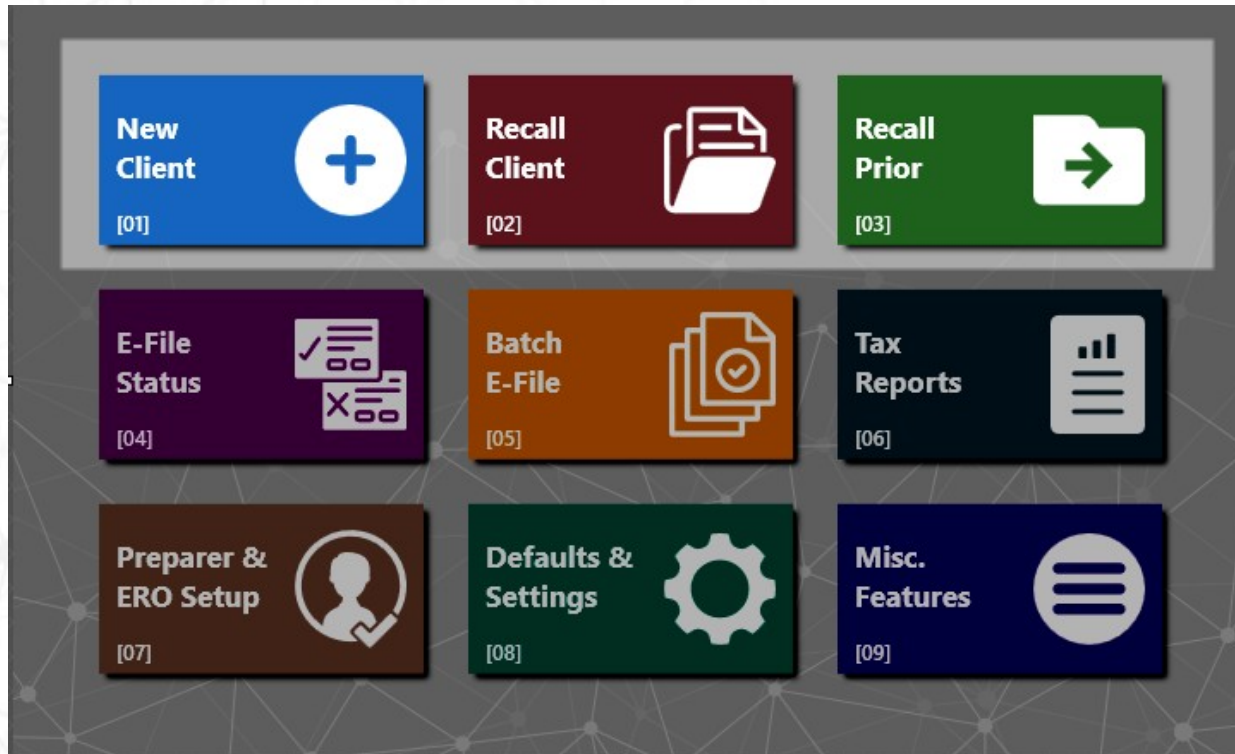 New
Client
[01]
Recall
Client
[02]
Recall
Prior
[03]
E-File
Status
[04]
Batch
E-File
[05]
Tax
Reports
[06]
Preparer &
ERO Setup
[07]
Defaults &
Settings
[08]
Misc.
Features
[09]